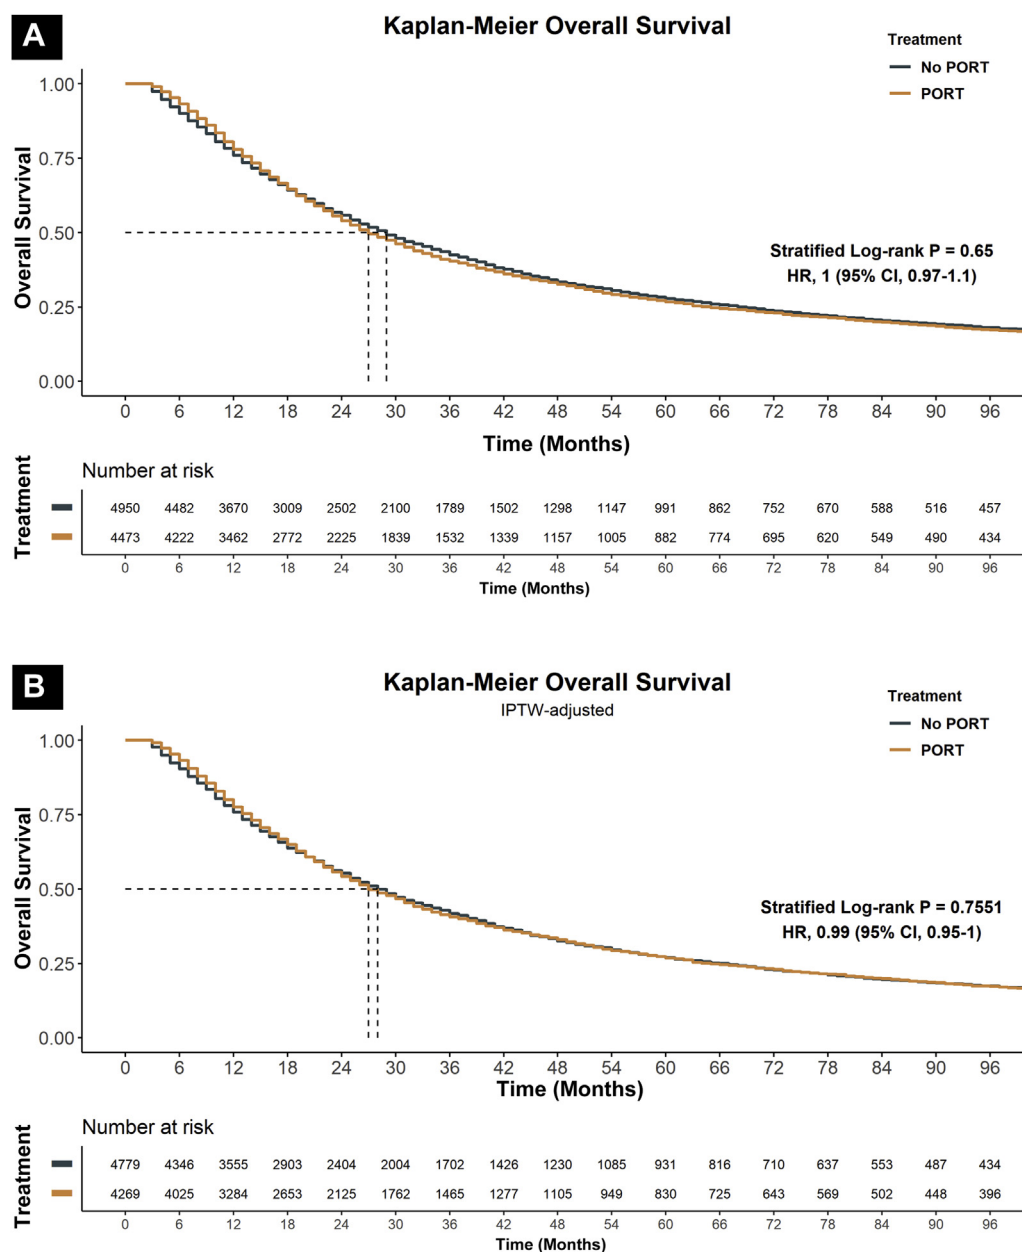 A
Kaplan-Meier Overall Survival
Treatment
No PORT
PORT
Overall Survival
1.00
0.75
0.50
0.25
0.00
Stratified Log-rank P = 0.65
HR, 1 (95% CI, 0.97-1.1)
0 6 12 18 24 30 36 42 48 54 60 66 72 78 84 90 96
Time (Months)
Number at risk
Treatment
4950 4482 3670 3009 2502 2100 1789 1502 1298 1147 991 862 752 670 588 516 457
4473 4222 3462 2772 2225 1839 1532 1339 1157 1005 882 774 695 620 549 490 434
0 6 12 18 24 30 36 42 48 54 60 66 72 78 84 90 96
Time (Months)
B
Kaplan-Meier Overall Survival
IPTW-adjusted
Treatment
No PORT
PORT
Overall Survival
1.00
0.75
0.50
0.25
0.00
Stratified Log-rank P = 0.7551
HR, 0.99 (95% CI, 0.95-1)
0 6 12 18 24 30 36 42 48 54 60 66 72 78 84 90 96
Time (Months)
Number at risk
Treatment
4779 4346 3555 2903 2404 2004 1702 1426 1230 1085 931 816 710 637 553 487 434
4269 4025 3284 2653 2125 1762 1465 1277 1105 949 830 725 643 569 502 448 396
0 6 12 18 24 30 36 42 48 54 60 66 72 78 84 90 96
Time (Months)